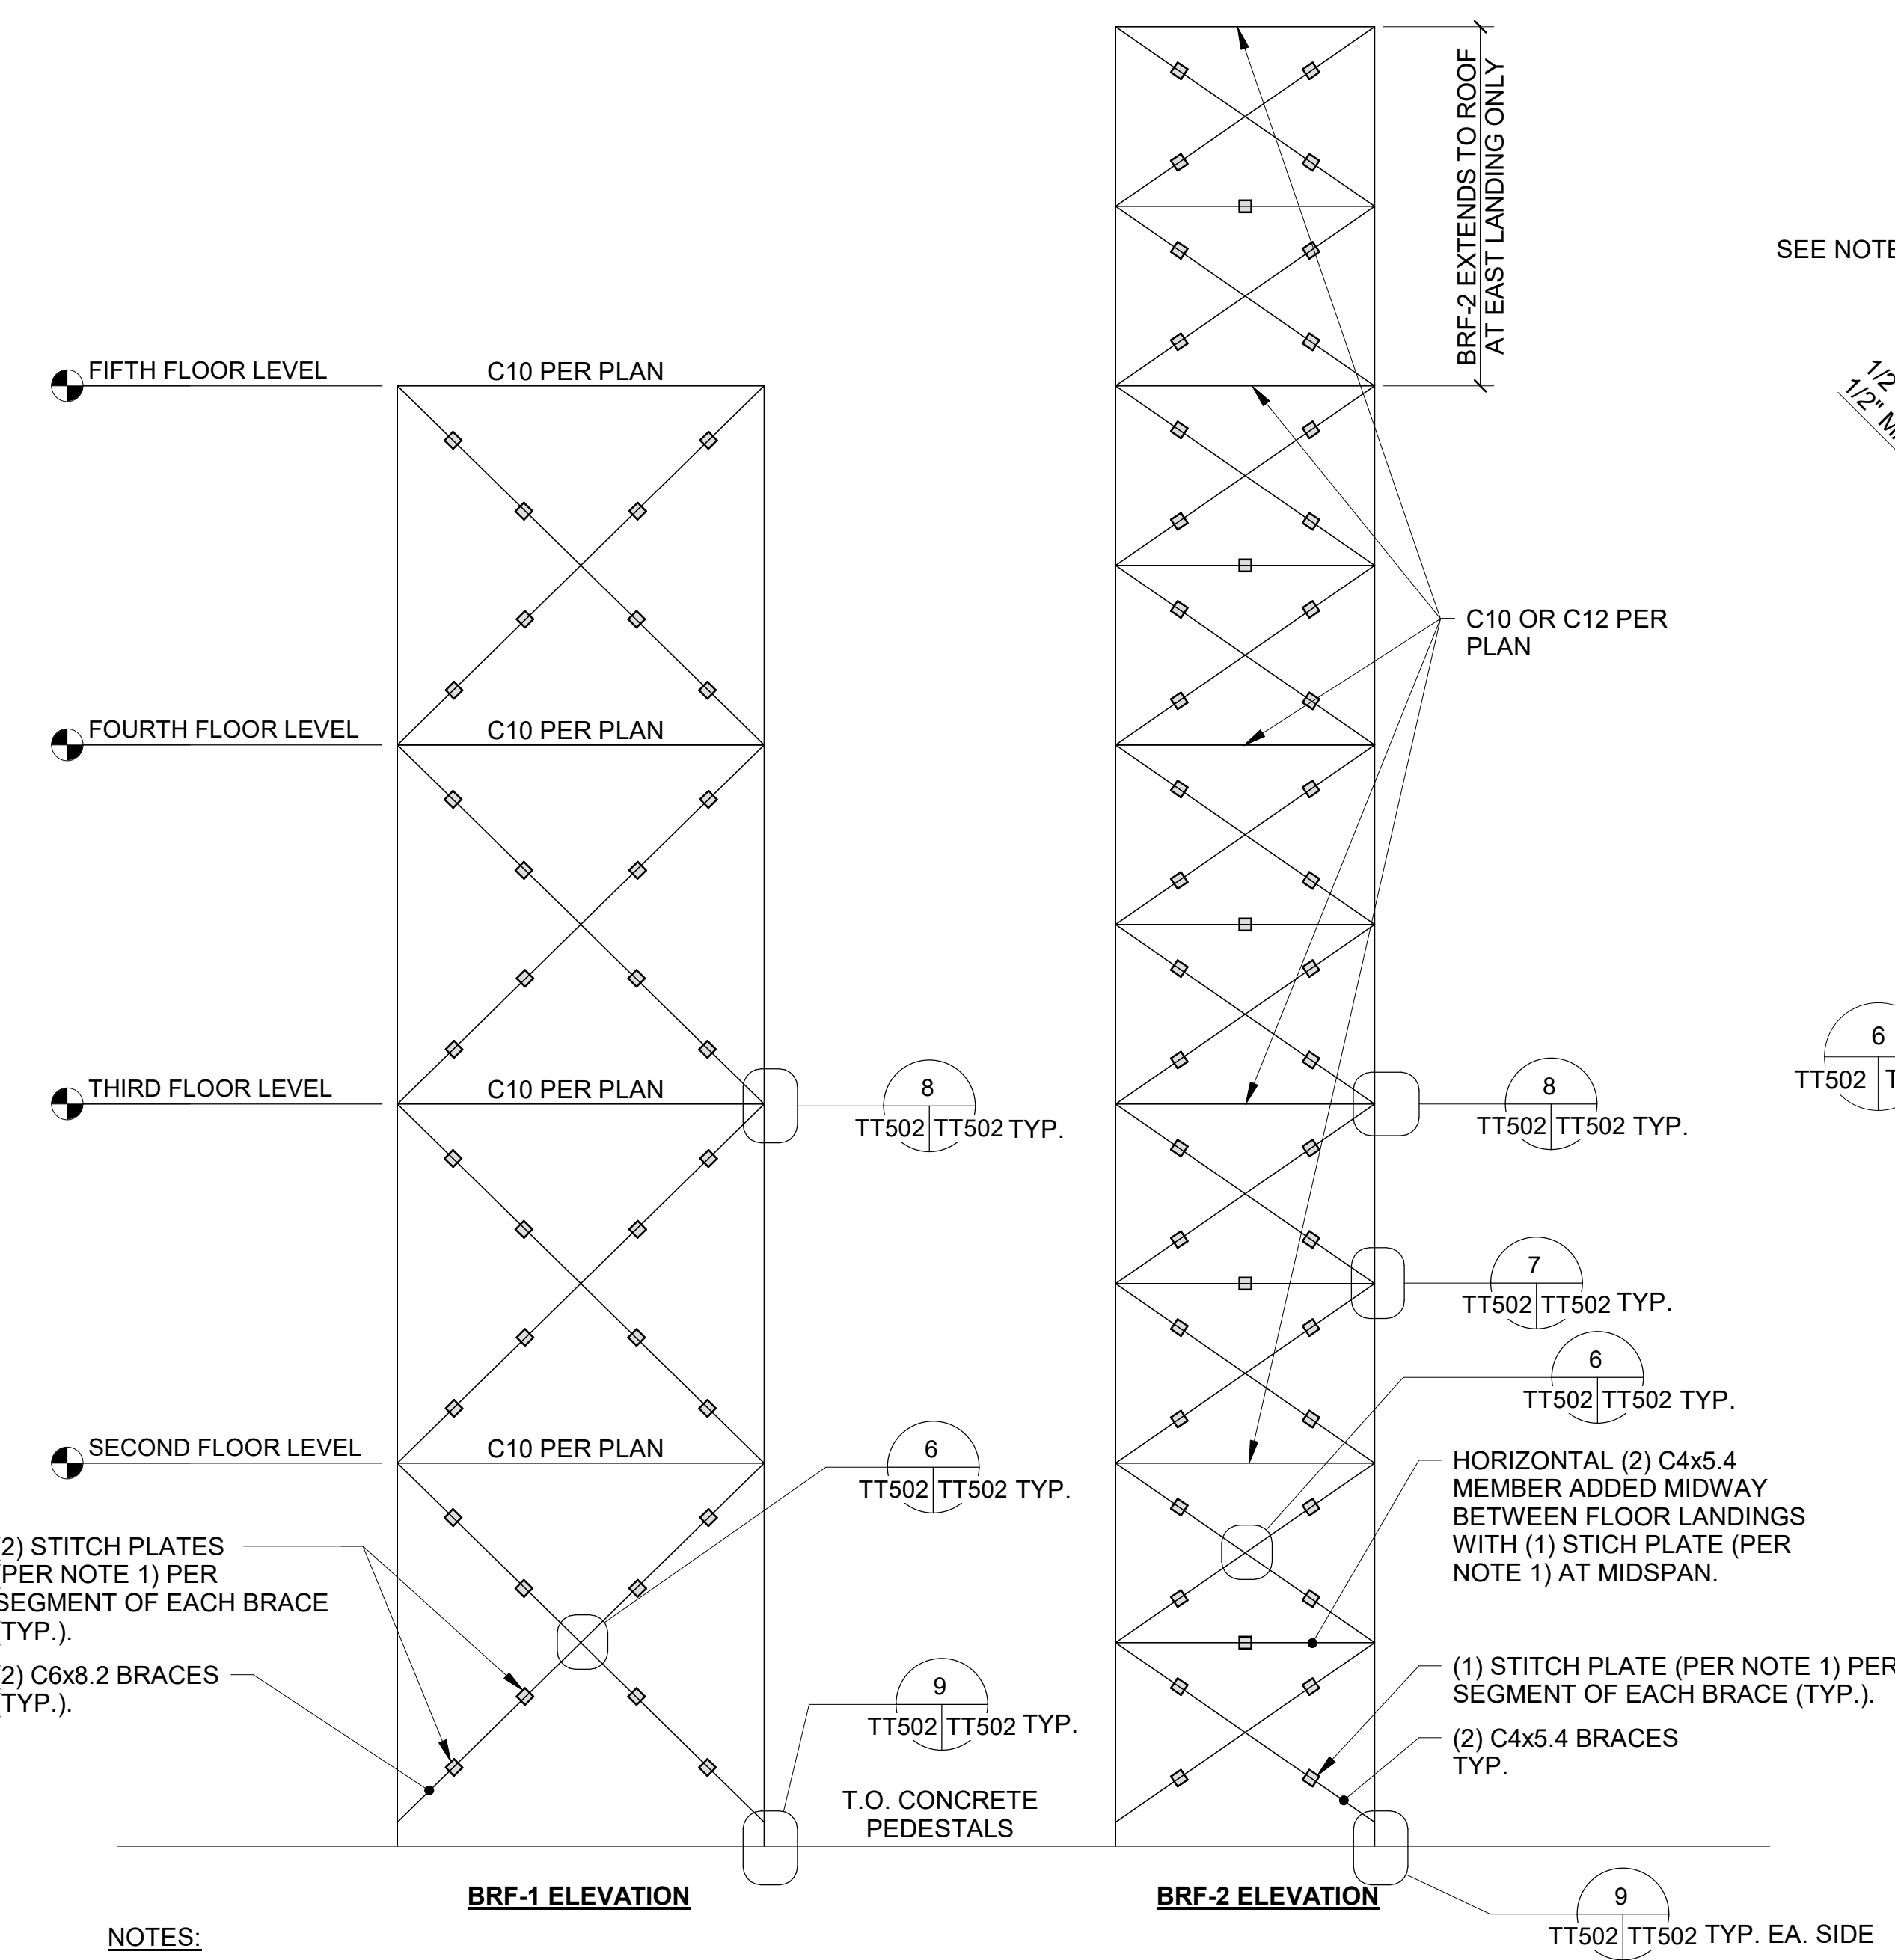 BRF-2 EXTENDS TO ROOF
AT EAST LANDING ONLY
SEE NOTE
1/2
1/2"
FIFTH FLOOR LEVEL
C10 PER PLAN
C10 OR C12 PER
PLAN
FOURTH FLOOR LEVEL
C10 PER PLAN
6
TT502
THIRD FLOOR LEVEL
C10 PER PLAN
8
TT502 TT502 TYP.
8
TT502 TT502 TYP.
7
TT502 TT502 TYP.
6
TT502 TT502 TYP.
SECOND FLOOR LEVEL
C10 PER PLAN
6
TT502 TT502 TYP.
HORIZONTAL (2) C4x5.4
MEMBER ADDED MIDWAY
BETWEEN FLOOR LANDINGS
WITH (1) STICH PLATE (PER
NOTE 1) AT MIDSPAN.
2) STITCH PLATES
PER NOTE 1) PER
SEGMENT OF EACH BRACE
TYP.).
2) C6x8.2 BRACES
TYP.).
9
TT502 TT502 TYP.
(1) STITCH PLATE (PER NOTE 1) PER
SEGMENT OF EACH BRACE (TYP.).
(2) C4x5.4 BRACES
TYP.
T.O. CONCRETE
PEDESTALS
BRF-1 ELEVATION
BRF-2 ELEVATION
9
TT502 TT502 TYP. EA. SIDE
NOTES: